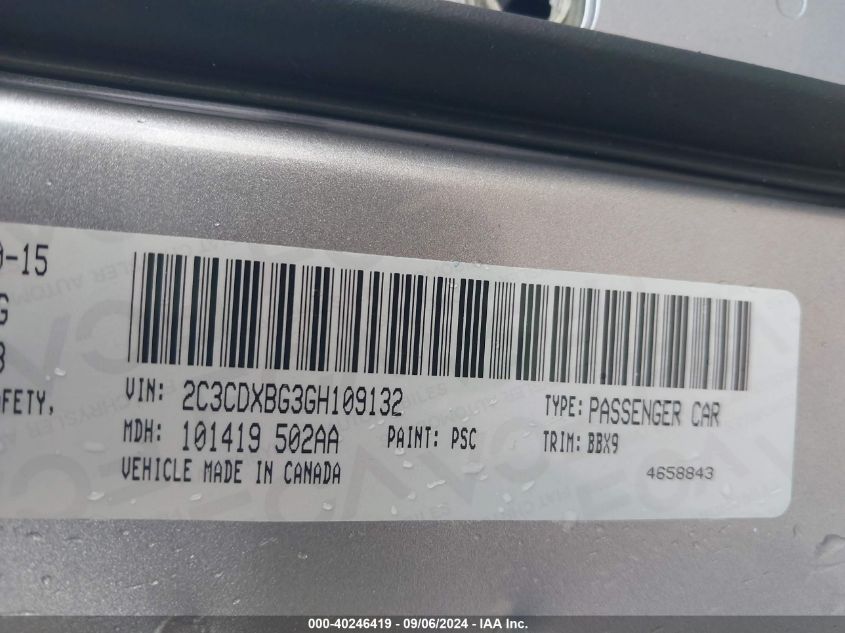 0-15
G
3
AFETY,
VIN: 2C3CDXBG3GH109132
TYPE: PASSENGER CAR
MDH: 101419 502AA
PAINT: PSC
TRIM: BBX9
VEHICLE MADE IN CANADA
4658843
000-40246419 - 09/06/2024 - IAA Inc.